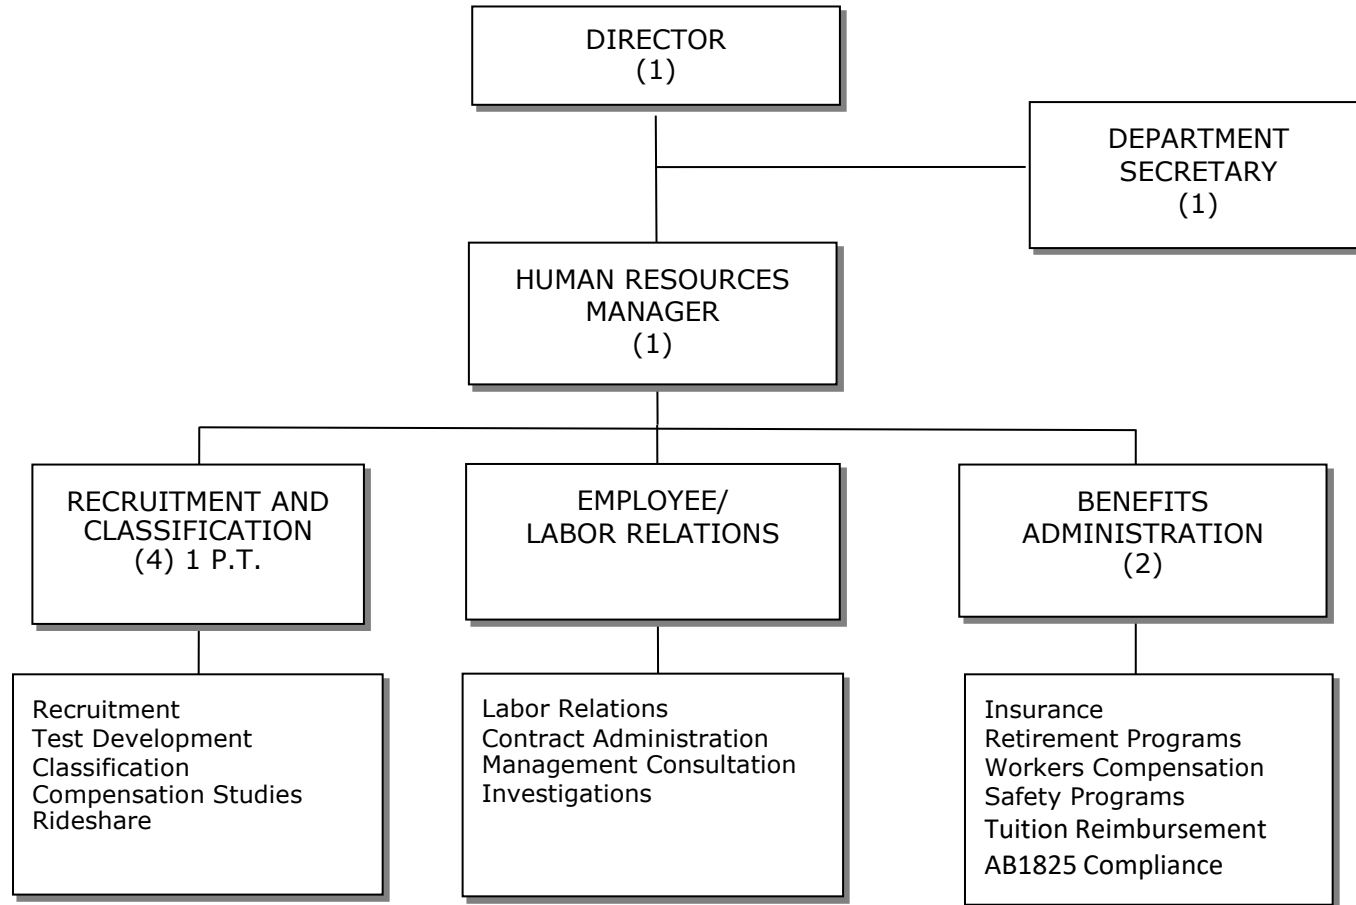 DIRECTOR
(1)
DEPARTMENT
SECRETARY
(1)
HUMAN RESOURCES
MANAGER
(1)
RECRUITMENT AND
CLASSIFICATION
(4) 1 P.T.
EMPLOYEE/
LABOR RELATIONS
BENEFITS
ADMINISTRATION
(2)
Recruitment
Test Development
Classification
Compensation Studies
Rideshare
Labor Relations
Contract Administration
Management Consultation
Investigations
Insurance
Retirement Programs
Workers Compensation
Safety Programs
Tuition Reimbursement
AB1825 Compliance